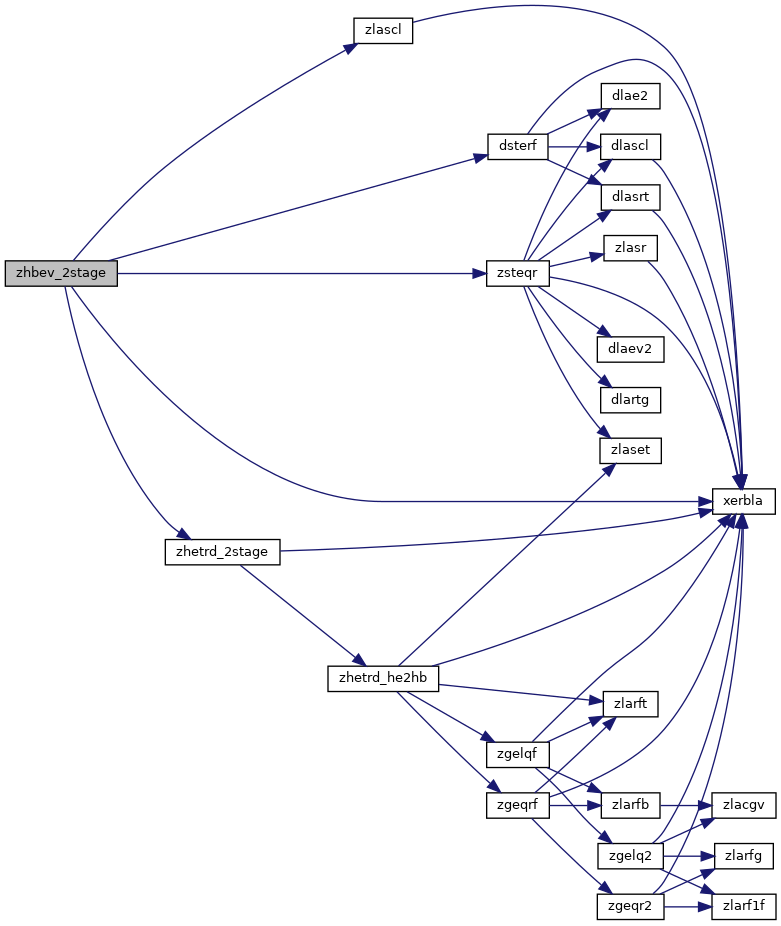 zlascl
dlae2
dsterf
dlascl
dlasrt
zlasr
zhbev_2stage
zsteqr
dlaev2
dlartg
zlaset
xerbla
zhetrd_2stage
zhetrd_he2hb
zlarft
zgelqf
zgeqrf
zlarfb
zlacgv
zgelq2
zlarfg
zgeqr2
zlarf1f